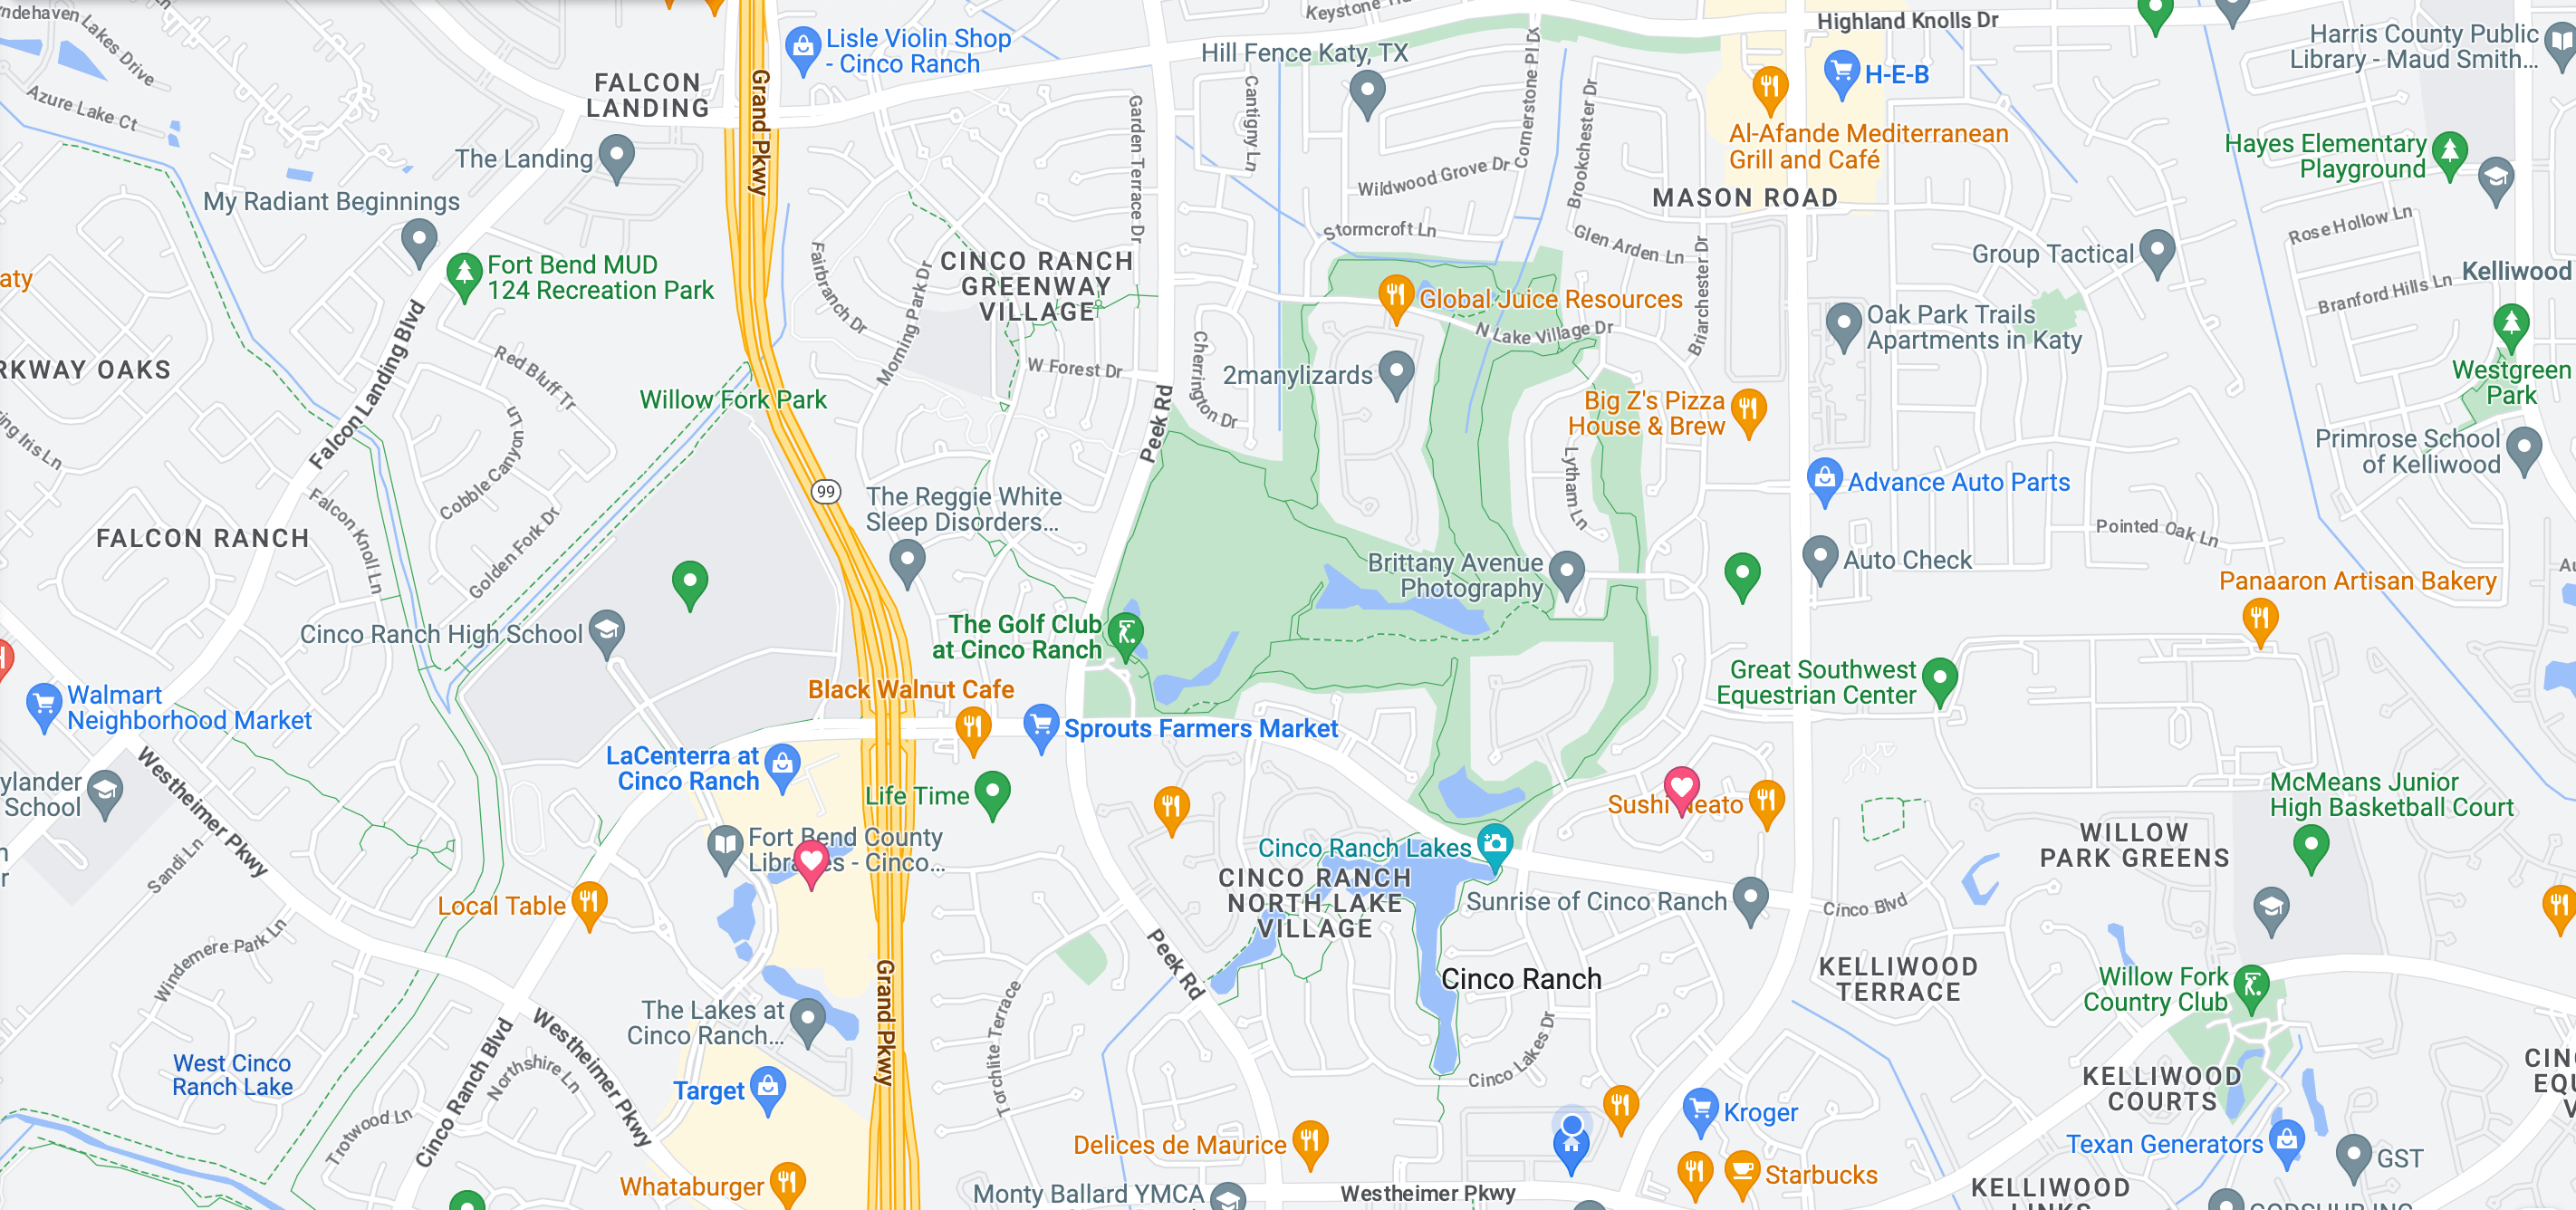 Keystone
Highland Knolls Dr
Lisle Violin Shop
- Cinco Ranch
Hill Fence Katy, TX
Harris County Public
Library - Maud Smith...
Lakes Drive
Azure Lake Ct
FALCON
LANDING
Grand Pkwy
Garden Terrace Dr
Cantigny Ln
Cornerstone Pl Dr
Brookchester Dr
H-E-B
Al-Afande Mediterranean
Grill and Café
Hayes Elementary
Playground
The Landing
Wildwood Grove Dr
MASON ROAD
My Radiant Beginnings
Rose Hollow Ln
Stormcroft Ln
Glen Arden Ln
Group Tactical
Fort Bend MUD
124 Recreation Park
Fairbranch Dr
Morning Park Dr
CINCO RANCH
GREENWAY
VILLAGE
Global Juice Resources
N Lake Village Dr
Briarchester Dr
Kelliwood
Branford Hills Ln
Oak Park Trails
Apartments in Katy
Falcon Landing Blvd
Red Bluff Tr
W Forest Dr
Cherrington Dr
2manylizards
Westgreen
Park
Willow Fork Park
Peek Rd
Big Z's Pizza
House & Brew
Cobble Canyon Ln
Primrose School
of Kelliwood
Lytham Ln
Advance Auto Parts
99
The Reggie White
Sleep Disorders...
FALCON RANCH
Falcon Knoll Ln
Golden Fork Dr
Pointed Oak Ln
Brittany Avenue
Photography
Auto Check
Panaaron Artisan Bakery
Cinco Ranch High School
The Golf Club
at Cinco Ranch
Great Southwest
Equestrian Center
Black Walnut Cafe
Walmart
Neighborhood Market
Sprouts Farmers Market
LaCenterra at
Cinco Ranch
Life Time
Westheimer Pkwy
School
McMeans Junior
High Basketball Court
Sushi Neato
Fort Bend County
Libraries - Cinco...
Cinco Ranch Lakes
WILLOW
PARK GREENS
Sandi Ln
CINCO RANCH
NORTH LAKE
VILLAGE
Local Table
Sunrise of Cinco Ranch
Cinco Blvd
Windemere Park Ln
Peek Rd
Cinco Ranch
KELLIWOOD
TERRACE
Willow Fork
Country Club
Grand Pkwy
The Lakes at
Cinco Ranch...
Torchlite Terrace
Cinco Lakes Dr
West Cinco
Ranch Lake
Cinco Ranch Blvd
Northshire Ln
Westheimer Pkwy
Target
KELLIWOOD
COURTS
Kroger
Trotwood Ln
Delices de Maurice
Texan Generators
GST
Whataburger
Monty Ballard YMCA
Westheimer Pkwy
Starbucks
KELLIWOOD